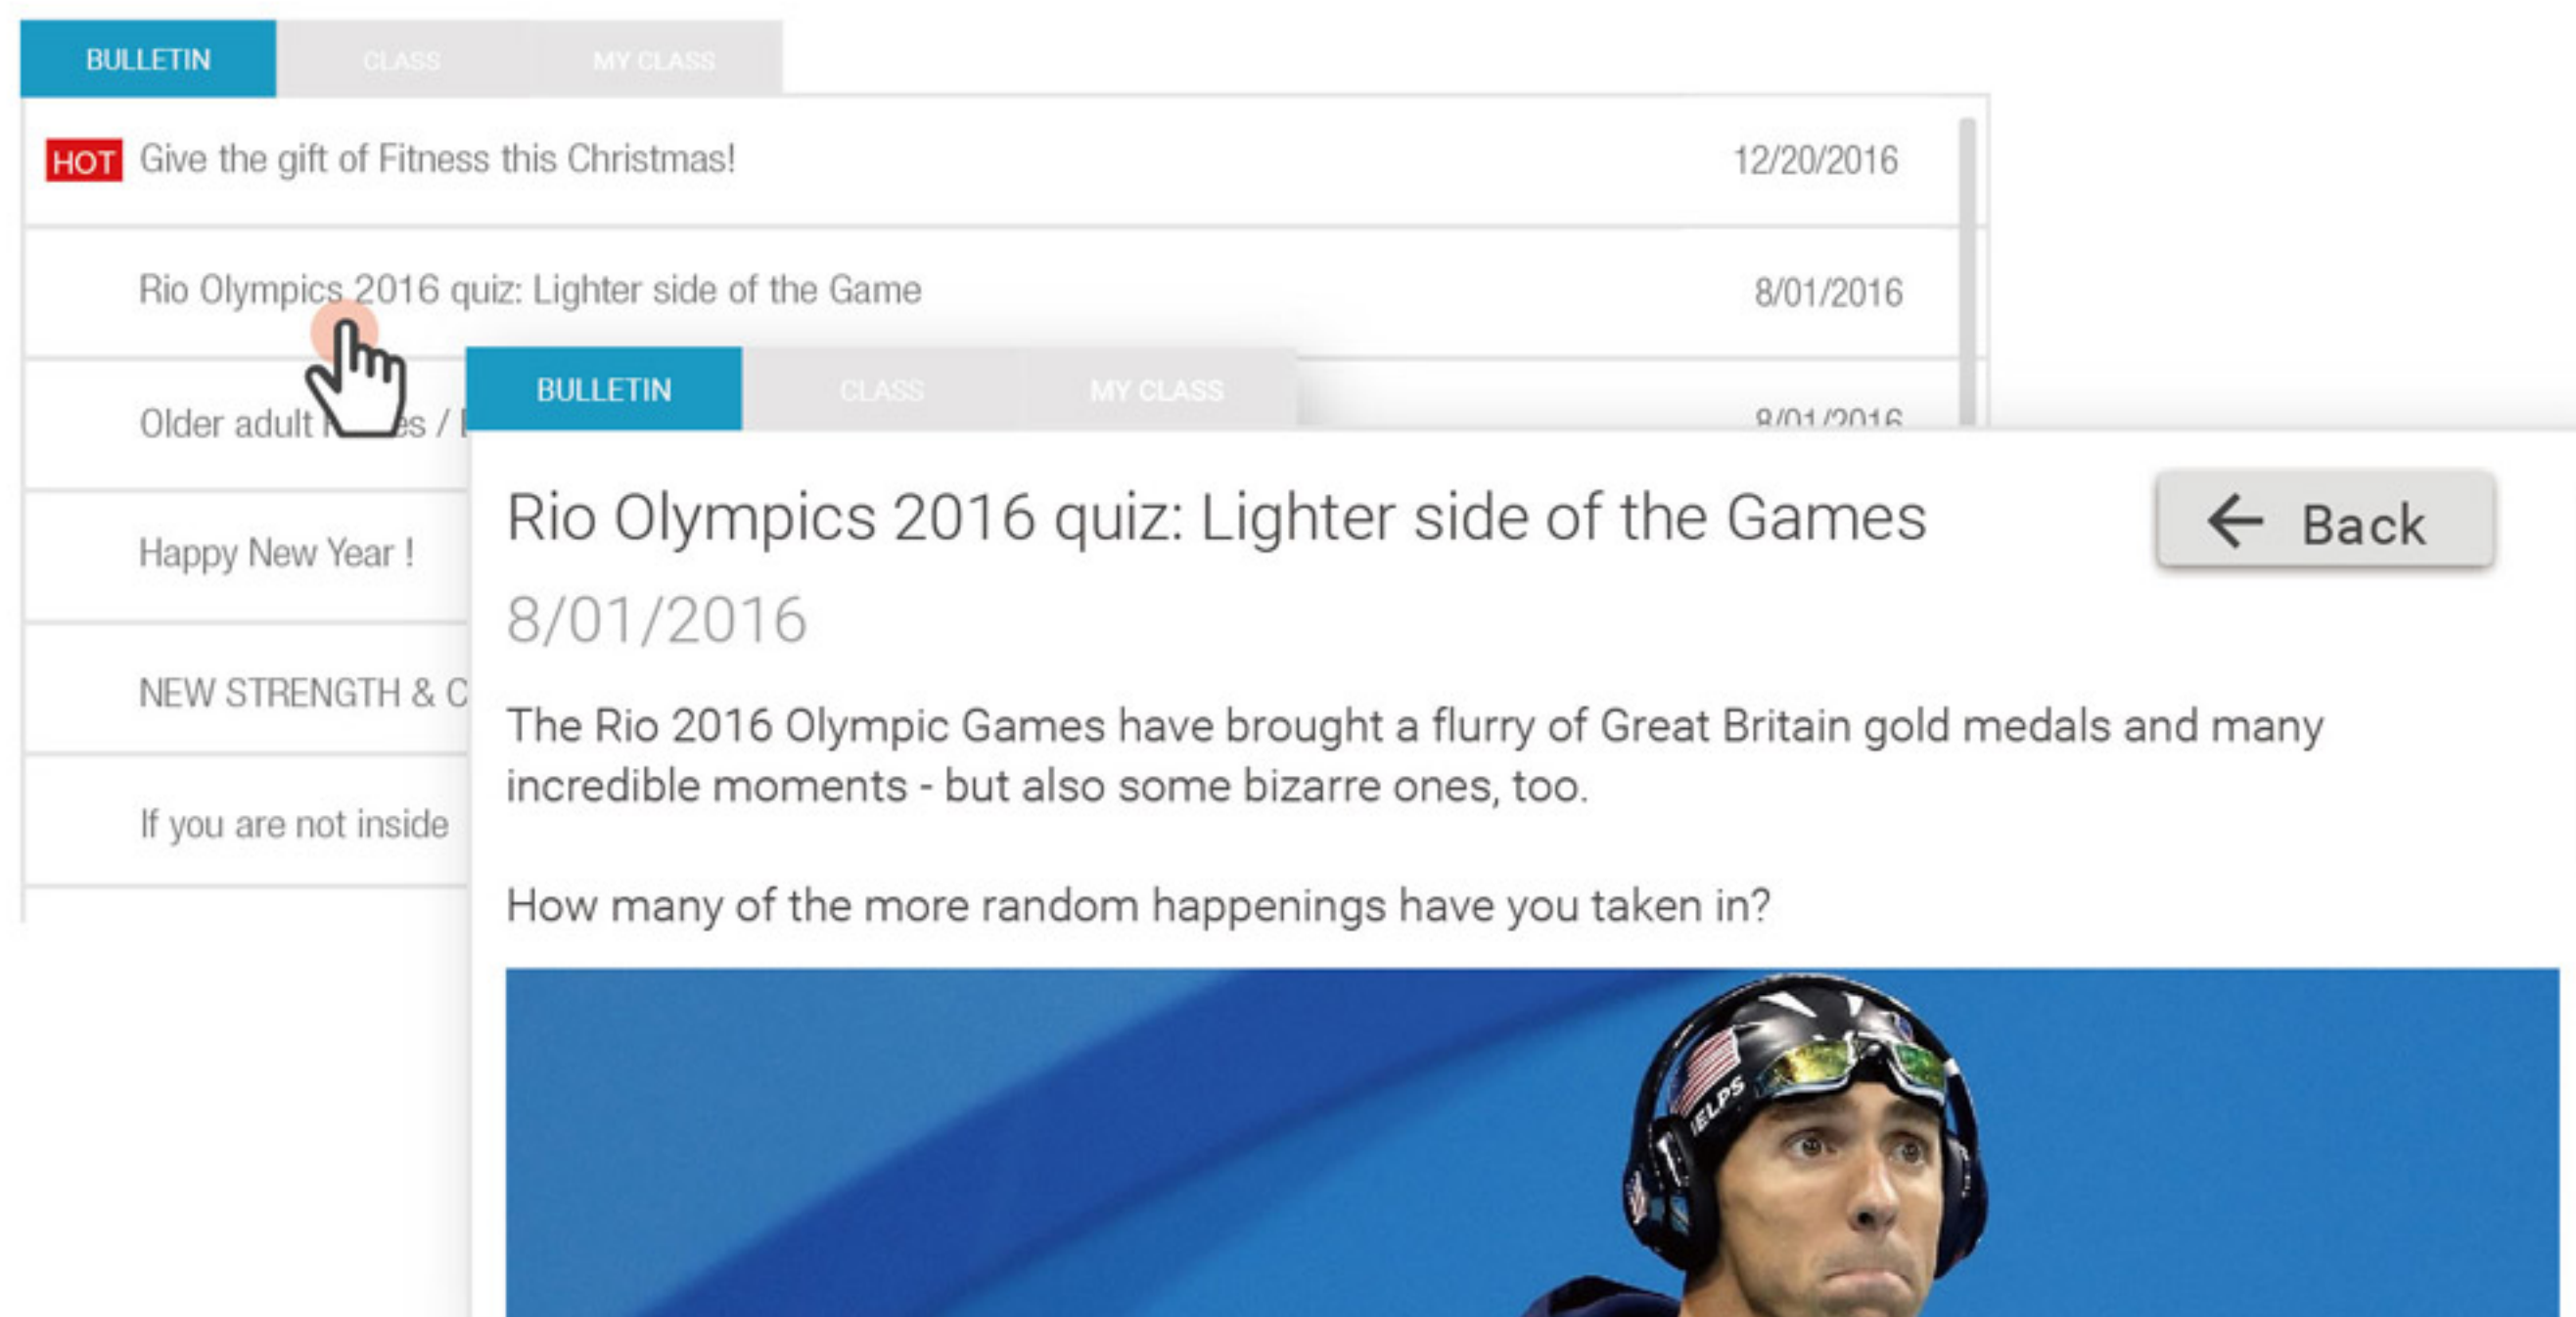 BULLETIN CLASS MY CLASS
HOT Give the gift of Fitness this Christmas! 12/20/2016
Rio Olympics 2016 quiz: Lighter side of the Game 8/01/2016
Older adult / 8/01/2016
Happy New Year !
NEW STRENGTH & C
If you are not inside
BULLETIN CLASS MY CLASS
Rio Olympics 2016 quiz: Lighter side of the Games
← Back
8/01/2016
The Rio 2016 Olympic Games have brought a flurry of Great Britain gold medals and many
incredible moments - but also some bizarre ones, too.
How many of the more random happenings have you taken in?
ELPS